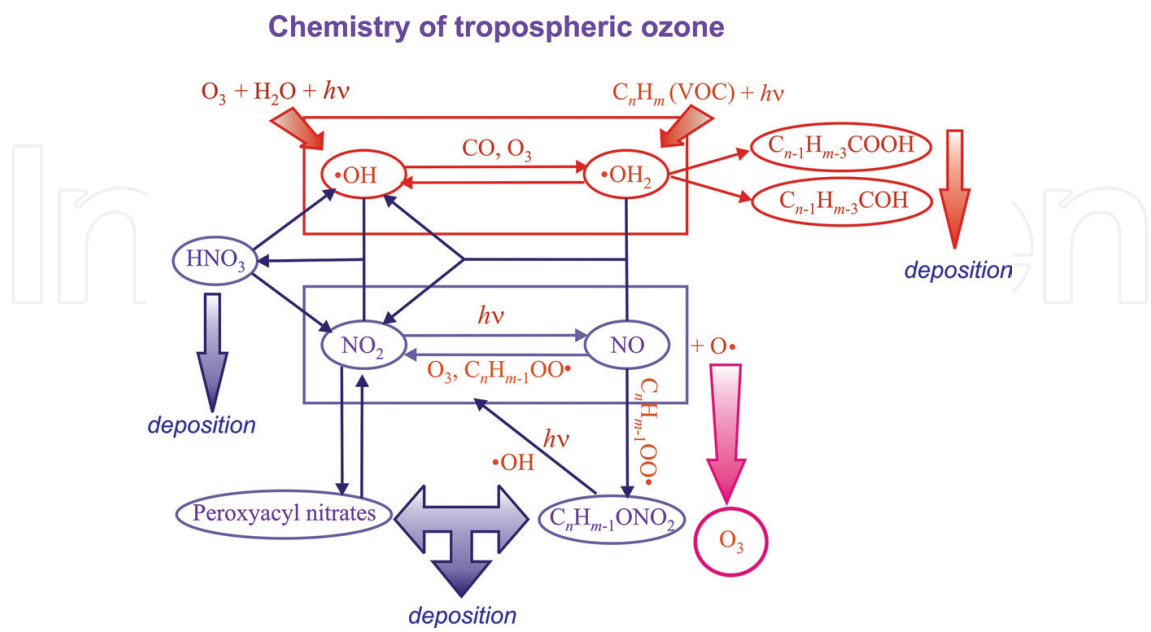 Chemistry of tropospheric ozone
O₃ + H₂O + hν
CₙHₘ (VOC) + hν
CO, O₃
•OH
•OH₂
Cₙ₋₁Hₘ₋₃COOH
Cₙ₋₁Hₘ₋₃COH
deposition
HNO₃
hν
NO₂
NO
+ O•
O₃, CₙHₘ₋₁OO•
CₙHₘ₋₁OO•
deposition
hν
•OH
Peroxyacyl nitrates
CₙHₘ₋₁ONO₂
O₃
deposition